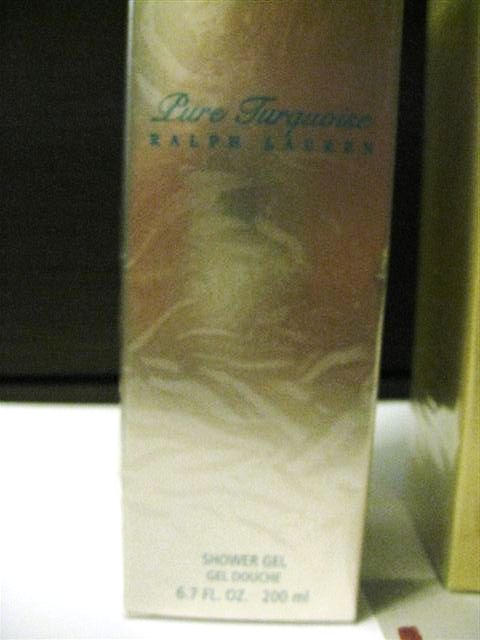 Pure Turquoise
RALPH LAUREN
SHOWER GEL
GEL DOUCHE
6.7 FL. OZ. 200 ml